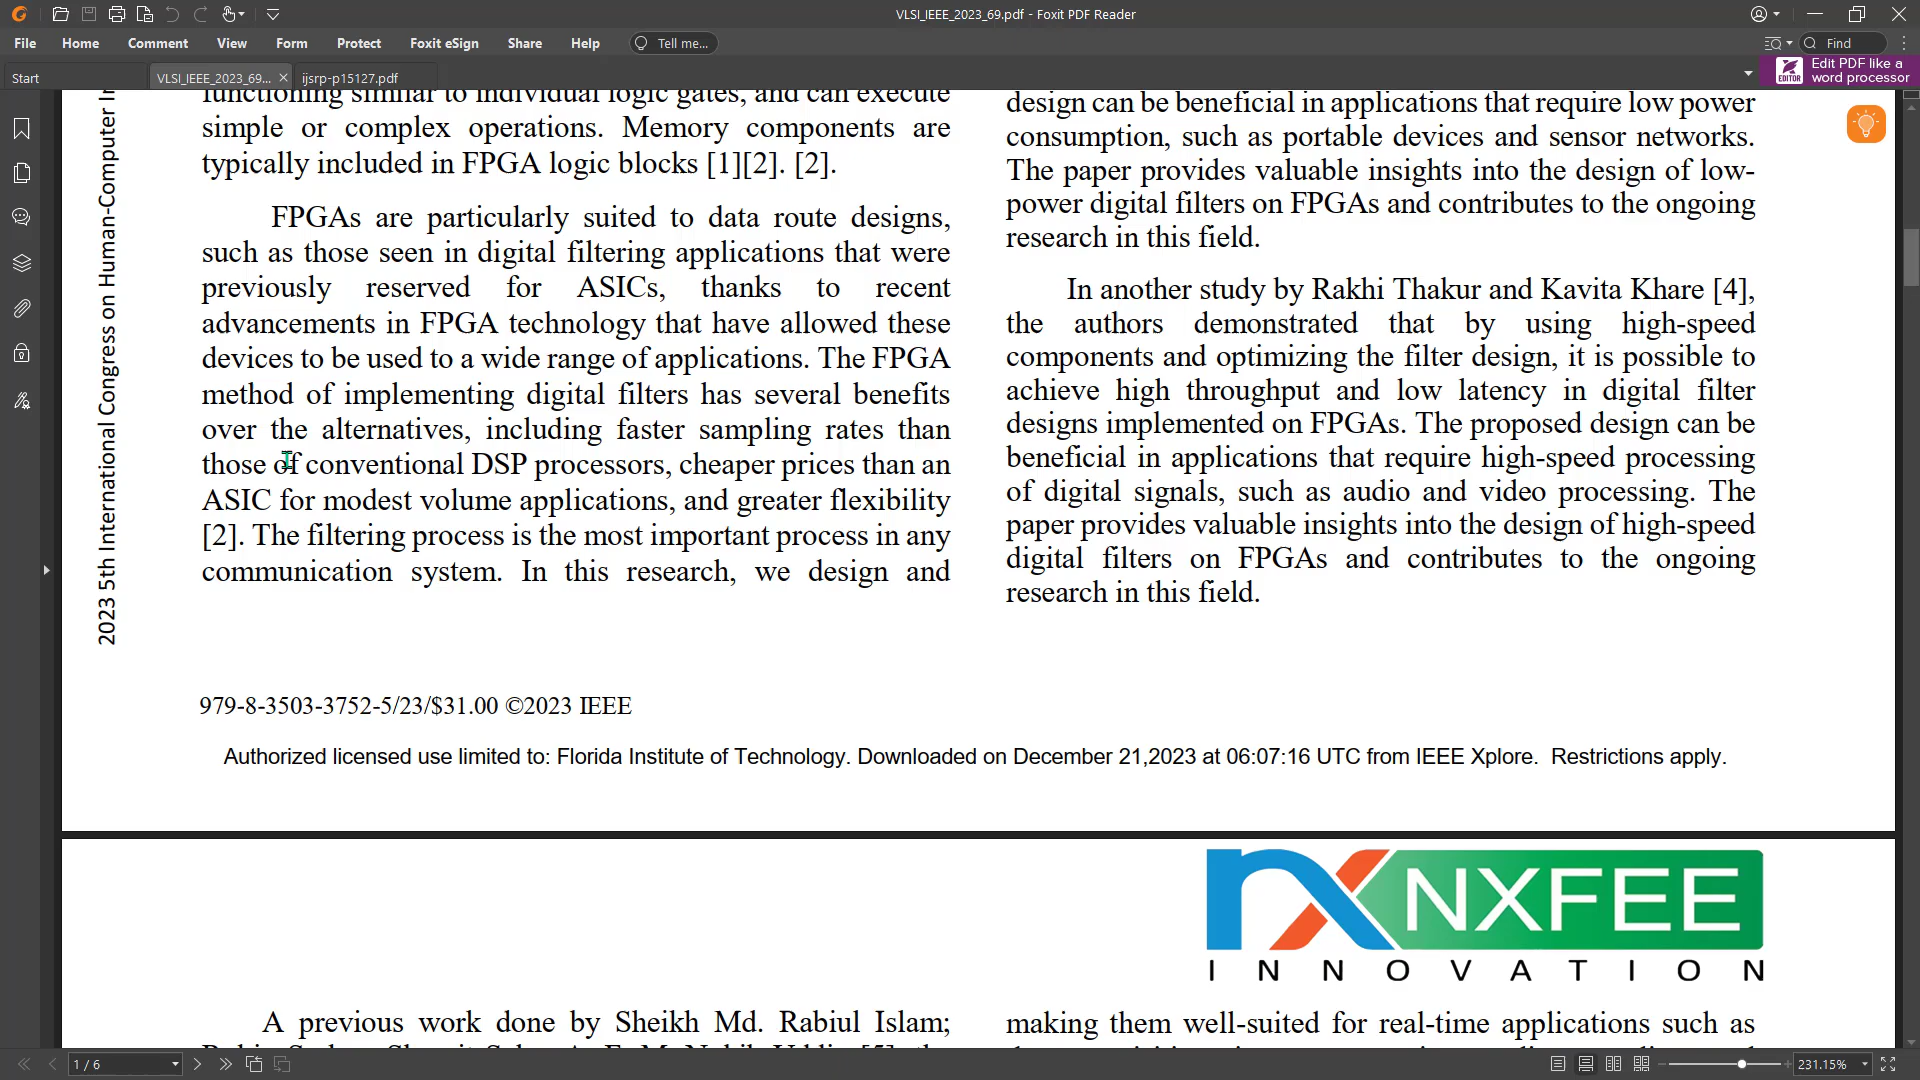 VLSI_IEEE_2023_69.pdf - Foxit PDF Reader
File Home Comment View Form Protect Foxit eSign Share Help Tell me... Find
Start VLSI_IEEE_2023_69... ijsrp-p15127.pdf
EDITOR
Edit PDF like a
word processor
2023 5th International Congress on Human-Computer
functioning similar to individual logic gates, and can execute
simple or complex operations. Memory components are
typically included in FPGA logic blocks [1][2]. [2].
FPGAs are particularly suited to data route designs,
such as those seen in digital filtering applications that were
previously reserved for ASICs, thanks to recent
advancements in FPGA technology that have allowed these
devices to be used to a wide range of applications. The FPGA
method of implementing digital filters has several benefits
over the alternatives, including faster sampling rates than
those of conventional DSP processors, cheaper prices than an
ASIC for modest volume applications, and greater flexibility
[2]. The filtering process is the most important process in any
communication system. In this research, we design and
design can be beneficial in applications that require low power
consumption, such as portable devices and sensor networks.
The paper provides valuable insights into the design of low-
power digital filters on FPGAs and contributes to the ongoing
research in this field.
In another study by Rakhi Thakur and Kavita Khare [4],
the authors demonstrated that by using high-speed
components and optimizing the filter design, it is possible to
achieve high throughput and low latency in digital filter
designs implemented on FPGAs. The proposed design can be
beneficial in applications that require high-speed processing
of digital signals, such as audio and video processing. The
paper provides valuable insights into the design of high-speed
digital filters on FPGAs and contributes to the ongoing
research in this field.
979-8-3503-3752-5/23/$31.00 ©2023 IEEE
Authorized licensed use limited to: Florida Institute of Technology. Downloaded on December 21,2023 at 06:07:16 UTC from IEEE Xplore. Restrictions apply.
NXFEE
INNOVATION
A previous work done by Sheikh Md. Rabiul Islam;
making them well-suited for real-time applications such as
1 / 6
231.15%